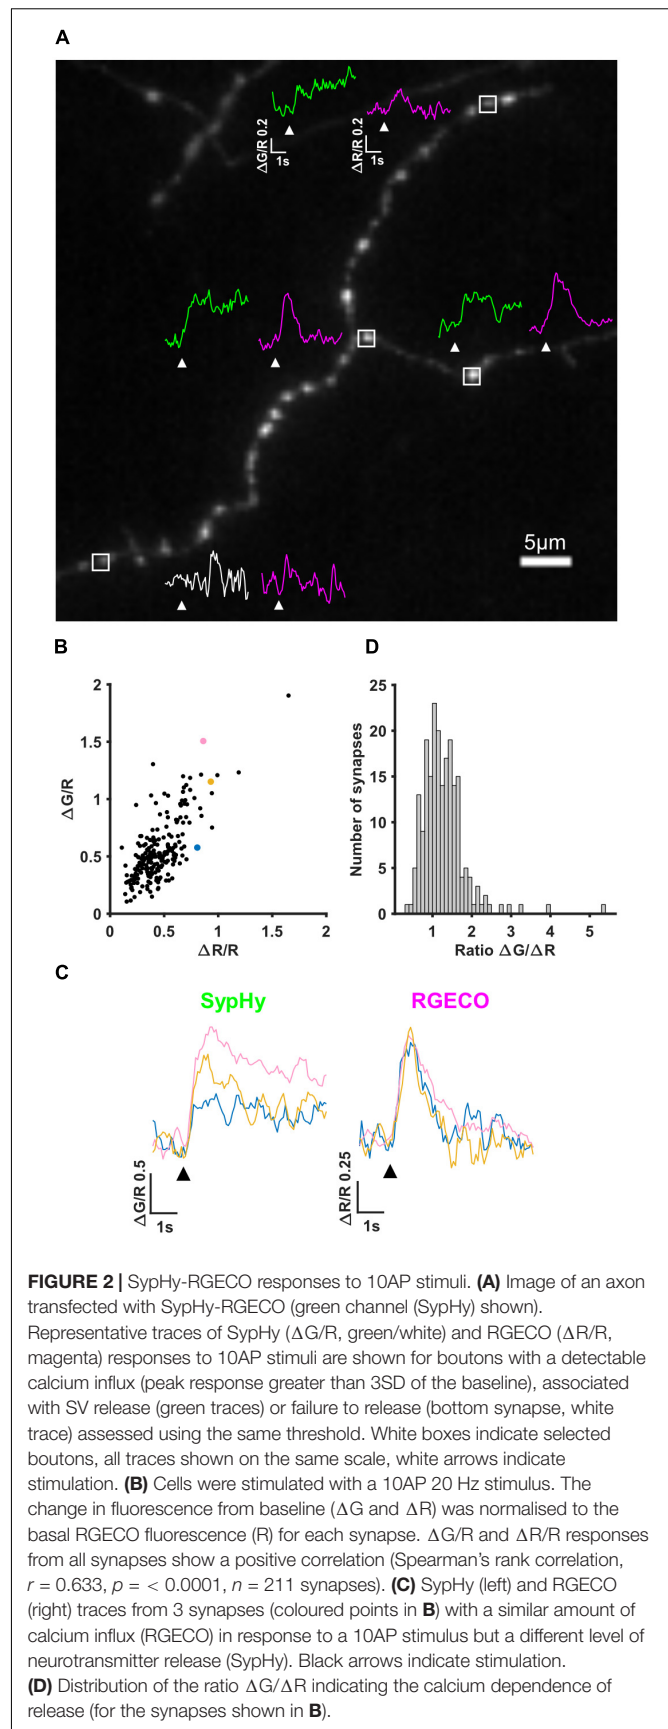 A
ΔG/R 0.2
1s
ΔR/R 0.2
1s
5μm
B
2
1.5
1
0.5
0
ΔG/R
0 0.5 1 1.5 2
ΔR/R
D
25
20
15
10
5
0
Number of synapses
1 2 3 4 5
Ratio ΔG/ΔR
C
SypHy
RGECO
ΔG/R 0.5
1s
ΔR/R 0.25
1s
FIGURE 2 | SypHy-RGECO responses to 10AP stimuli. (A) Image of an axon
transfected with SypHy-RGECO (green channel (SypHy) shown).
Representative traces of SypHy (ΔG/R, green/white) and RGECO (ΔR/R,
magenta) responses to 10AP stimuli are shown for boutons with a detectable
calcium influx (peak response greater than 3SD of the baseline), associated
with SV release (green traces) or failure to release (bottom synapse, white
trace) assessed using the same threshold. White boxes indicate selected
boutons, all traces shown on the same scale, white arrows indicate
stimulation. (B) Cells were stimulated with a 10AP 20 Hz stimulus. The
change in fluorescence from baseline (ΔG and ΔR) was normalised to the
basal RGECO fluorescence (R) for each synapse. ΔG/R and ΔR/R responses
from all synapses show a positive correlation (Spearman's rank correlation,
r = 0.633, p = < 0.0001, n = 211 synapses). (C) SypHy (left) and RGECO
(right) traces from 3 synapses (coloured points in B) with a similar amount of
calcium influx (RGECO) in response to a 10AP stimulus but a different level of
neurotransmitter release (SypHy). Black arrows indicate stimulation.
(D) Distribution of the ratio ΔG/ΔR indicating the calcium dependence of
release (for the synapses shown in B).